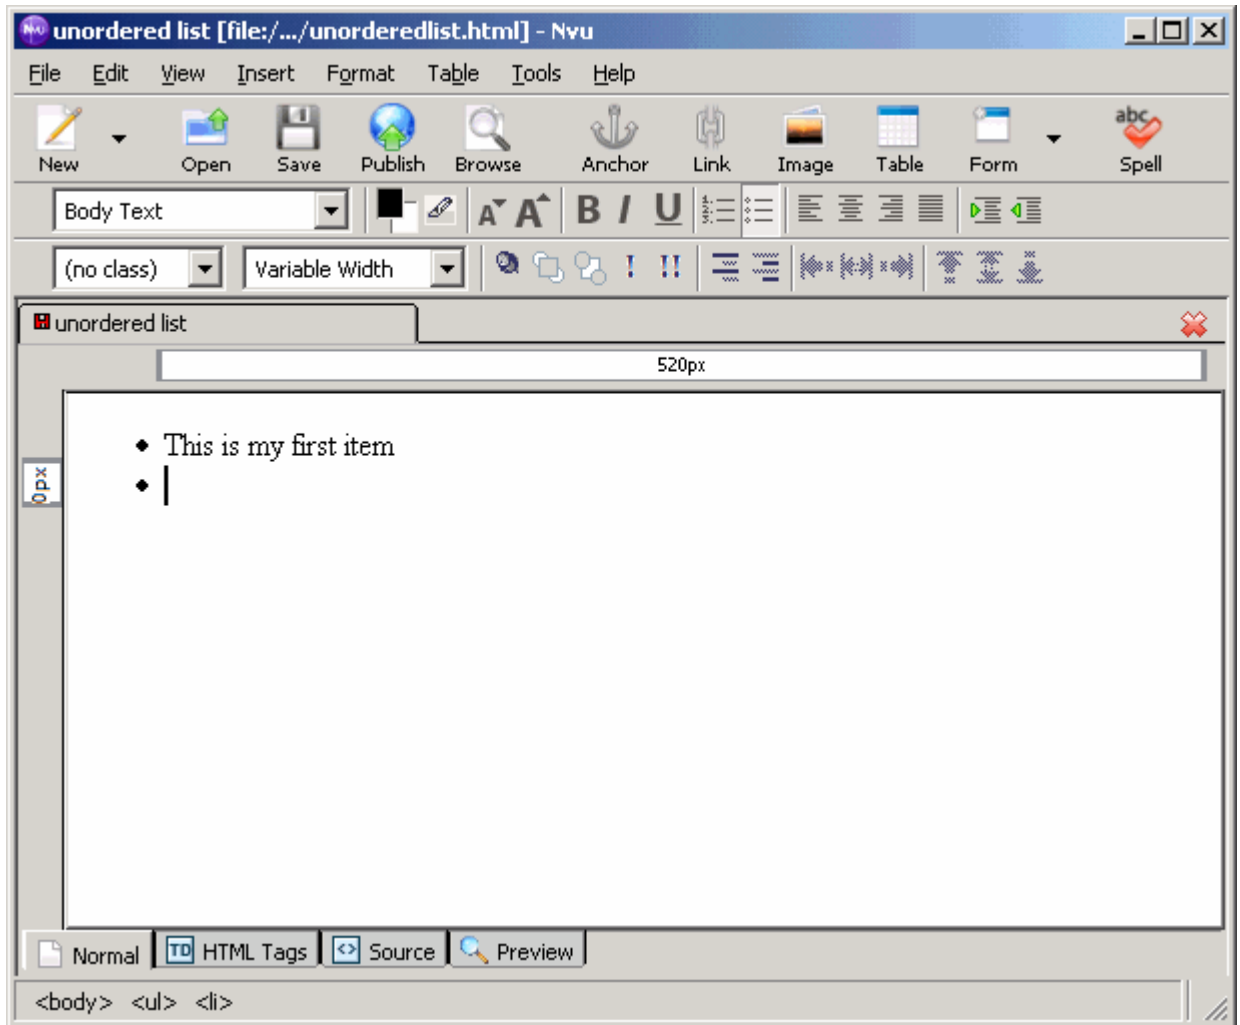 unordered list [file:/.../unorderedlist.html] - Nvu
File Edit View Insert Format Table Tools Help
abc
New Open Save Publish Browse Anchor Link Image Table Form Spell
Body Text A A B I U
(no class) Variable Width ! !!
unordered list
520px
This is my first item
0px
Normal TD HTML Tags Source Preview
<body> <ul> <li>